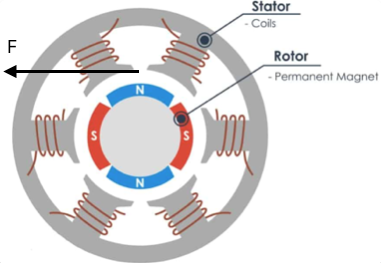 Stator
- Coils
F
Rotor
- Permanent Magnet
N
S
S
N